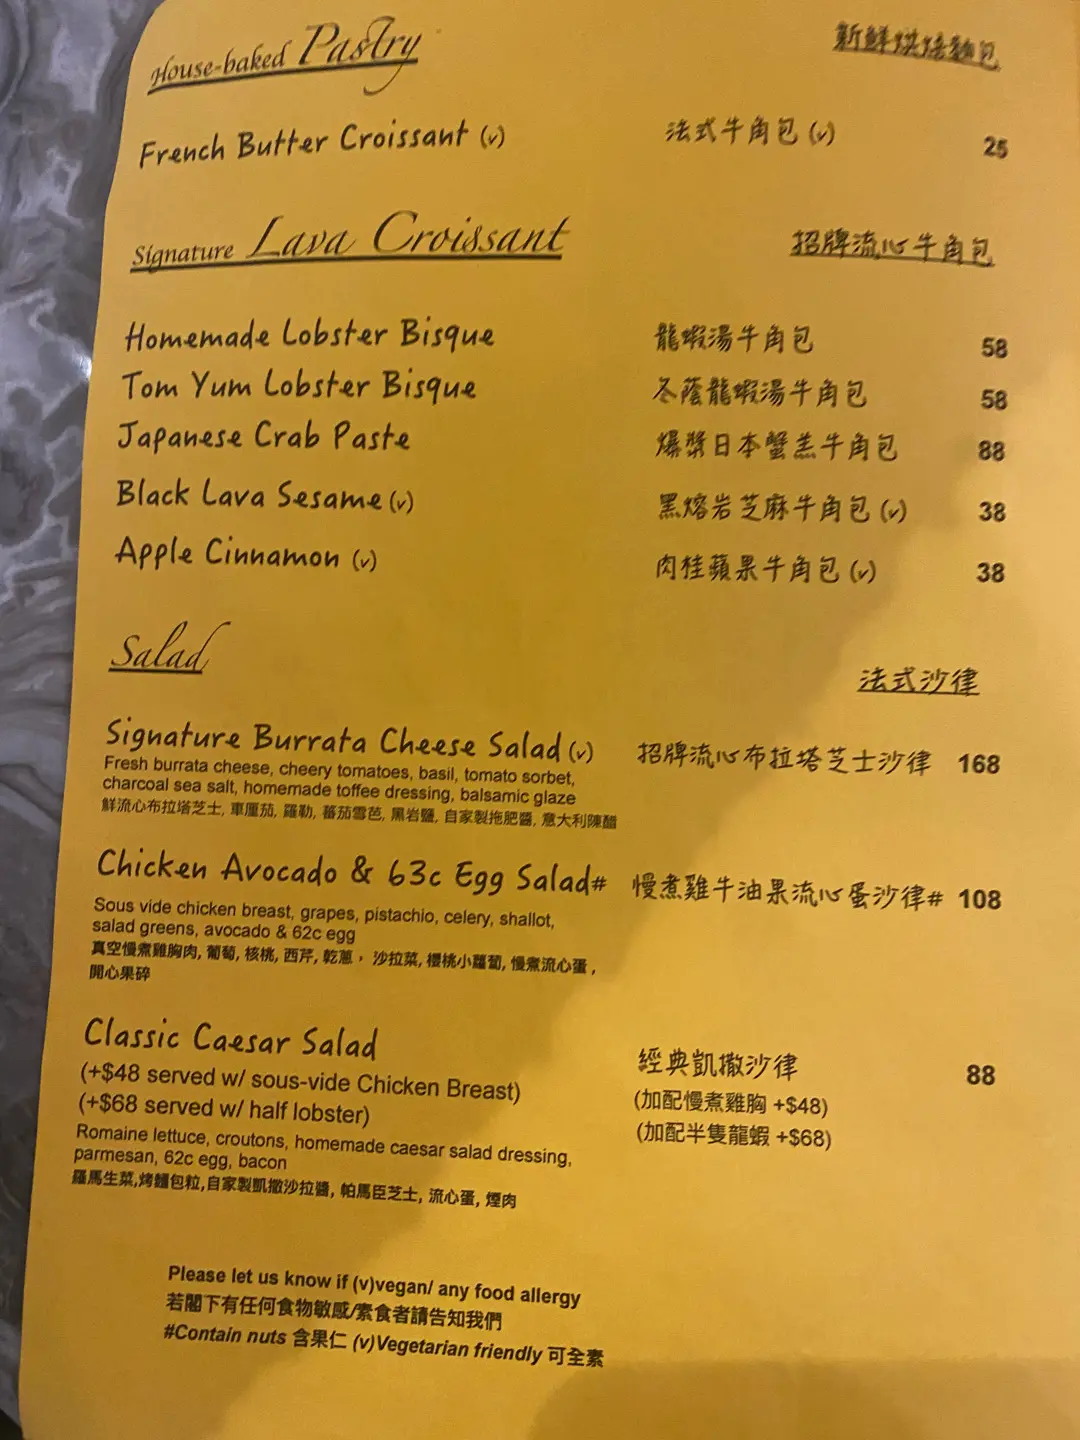 House-baked Pastry 新鮮烘焙麵包
French Butter Croissant (v) 法式牛角包 (v) 25
Signature Lava Croissant 招牌流心牛角包
Homemade Lobster Bisque 龍蝦湯牛角包 58
Tom Yum Lobster Bisque 冬蔭龍蝦湯牛角包 58
Japanese Crab Paste 爆漿日本蟹羔牛角包 88
Black Lava Sesame (v) 黑熔岩芝麻牛角包 (v) 38
Apple Cinnamon (v) 肉桂蘋果牛角包 (v) 38
Salad 法式沙律
Signature Burrata Cheese Salad (v) 招牌流心布拉塔芝士沙律 168
Fresh burrata cheese, cheery tomatoes, basil, tomato sorbet,
charcoal sea salt, homemade toffee dressing, balsamic glaze
鮮流心布拉塔芝士, 車厘茄, 羅勒, 蕃茄雪芭, 黑岩鹽, 自家製拖肥醬, 意大利陳醋
Chicken Avocado & 63c Egg Salad# 慢煮雞牛油果流心蛋沙律# 108
Sous vide chicken breast, grapes, pistachio, celery, shallot,
salad greens, avocado & 62c egg
真空慢煮雞胸肉, 葡萄, 核桃, 西芹, 乾蔥， 沙拉菜, 櫻桃小蘿蔔, 慢煮流心蛋 ,
開心果碎
Classic Caesar Salad 經典凱撒沙律 88
(+$48 served w/ sous-vide Chicken Breast) (加配慢煮雞胸 +$48)
(+$68 served w/ half lobster) (加配半隻龍蝦 +$68)
Romaine lettuce, croutons, homemade caesar salad dressing,
parmesan, 62c egg, bacon
羅馬生菜,烤麵包粒,自家製凱撒沙拉醬, 帕馬臣芝士, 流心蛋, 煙肉
Please let us know if (v)vegan/ any food allergy
若閣下有任何食物敏感/素食者請告知我們
#Contain nuts 含果仁 (v)Vegetarian friendly 可全素